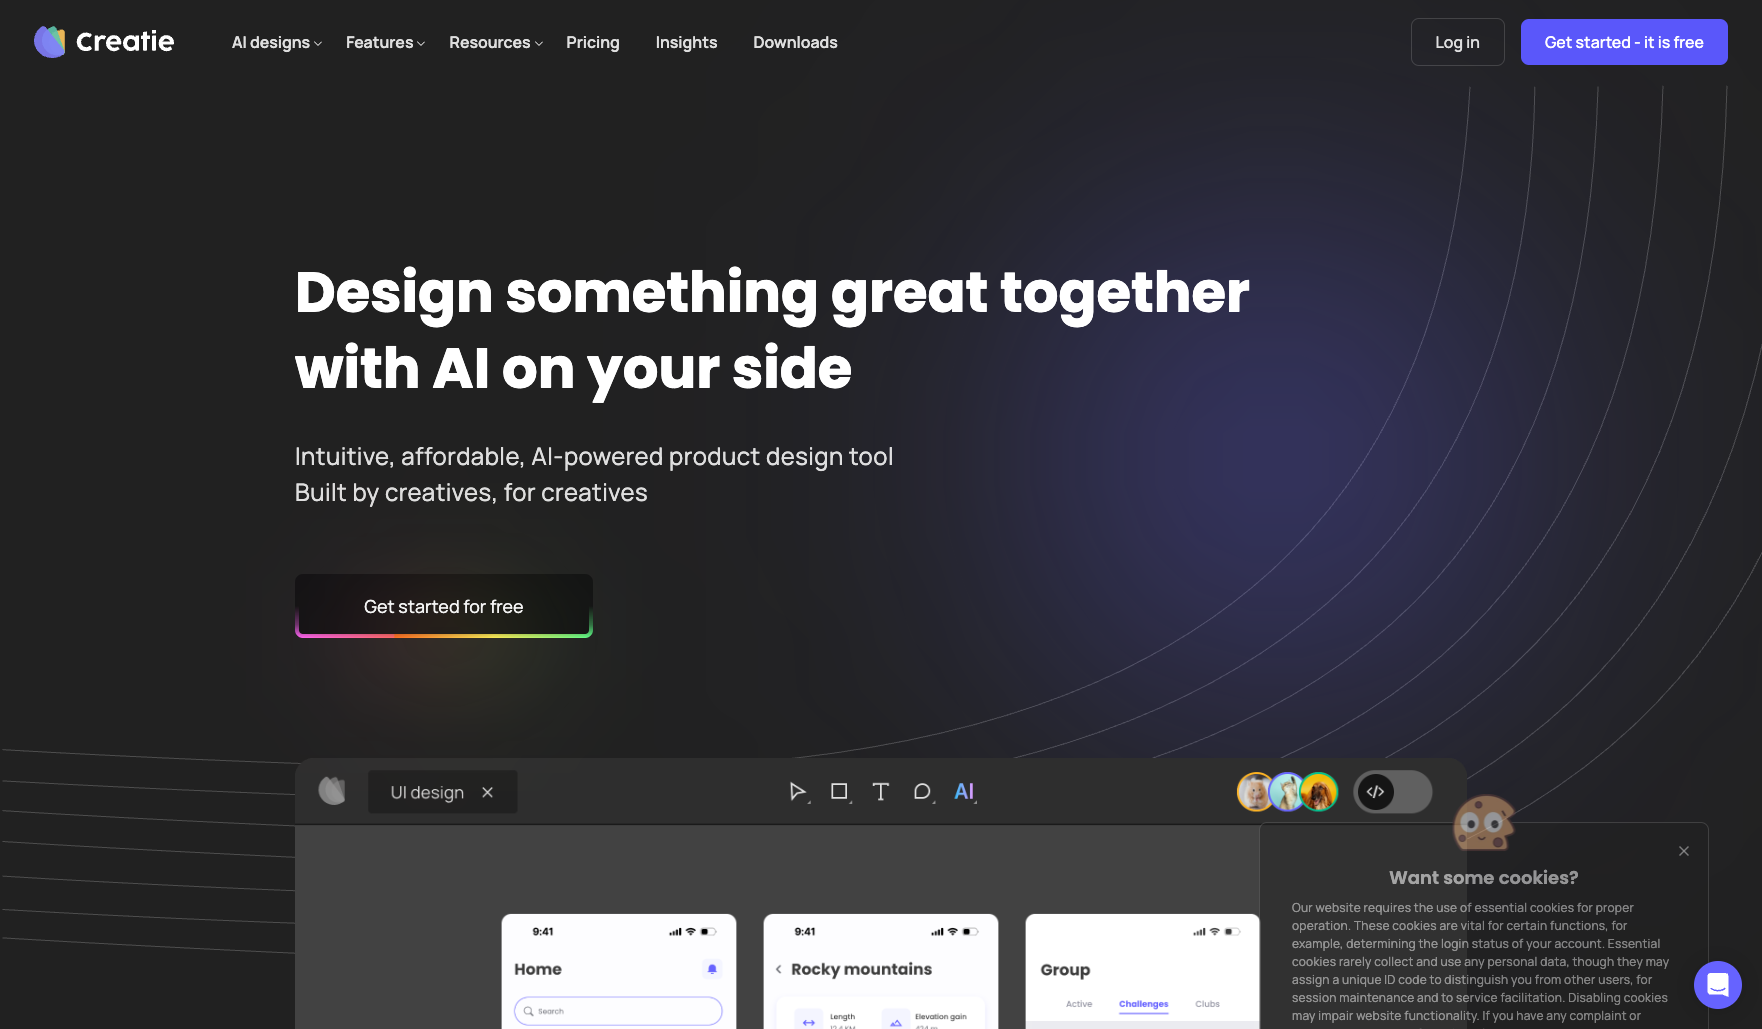 creatie
AI designs
Features
Resources
Pricing
Insights
Downloads
Log in
Get started - it is free
Design something great together
with AI on your side
Intuitive, affordable, AI-powered product design tool
Built by creatives, for creatives
Get started for free
UI design
T
AI
</>
Want some cookies?
Our website requires the use of essential cookies for proper
operation. These cookies are vital for certain functions, for
example, determining the login status of your account. Essential
cookies rarely collect and use any personal data, though they may
assign a unique ID code to distinguish you from other users, for
session maintenance and to service facilitation. Disabling cookies
may impair website functionality. If you have any complaint or
9:41
Home
Search
9:41
Rocky mountains
Length
Elevation gain
Group
Active
Challenges
Clubs